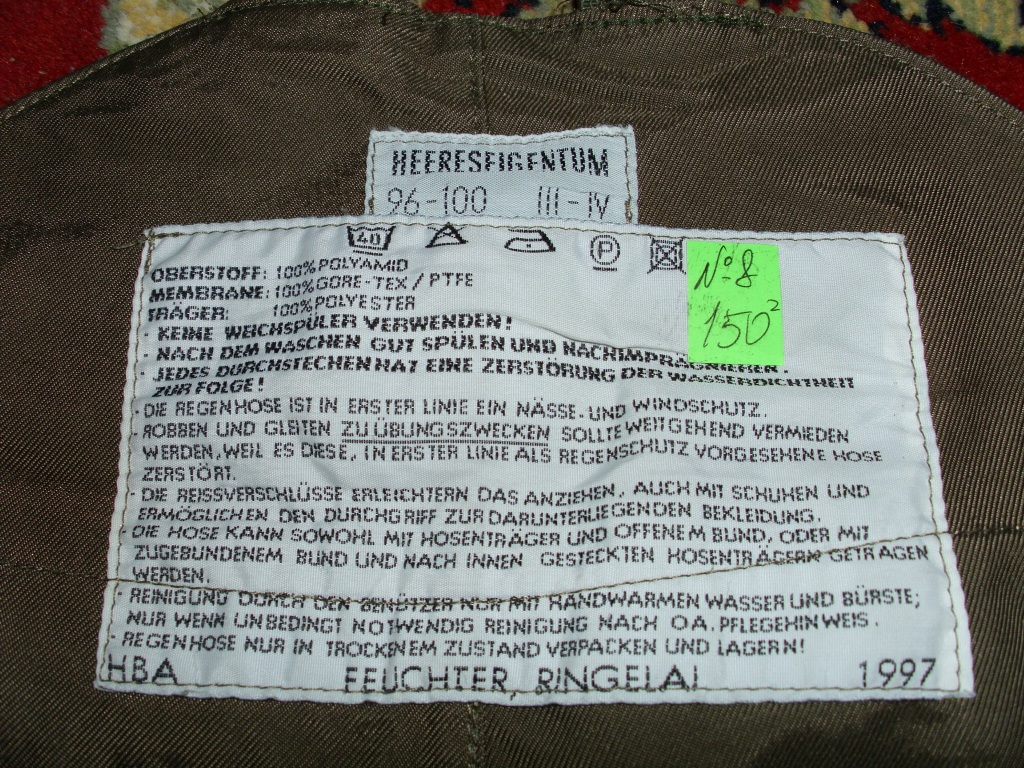 HEERESEIGENTUM
96-100 III-IV
40 P
№8
150²
OBERSTOFF: 100% POLYAMID
MEMBRANE: 100% GORE-TEX / PTFE
TRÄGER: 100% POLYESTER
· KEINE WEICHSPÜLER VERWENDEN!
· NACH DEM WASCHEN GUT SPÜLEN UND NACHIMPRÄGNIEREN.
· JEDES DURCHSTECHEN HAT EINE ZERSTÖRUNG DER WASSERDICHTHEIT
ZUR FOLGE!
· DIE REGENHOSE IST IN ERSTER LINIE EIN NÄSSE- UND WINDSCHUTZ.
· ROBBEN UND GLEITEN ZU ÜBUNGSZWECKEN SOLLTE WEITGEHEND VERMIEDEN
WERDEN, WEIL ES DIESE, IN ERSTER LINIE ALS REGENSCHUTZ VORGESEHENE HOSE
ZERSTÖRT.
· DIE REISSVERSCHLÜSSE ERLEICHTERN DAS ANZIEHEN, AUCH MIT SCHUHEN UND
ERMÖGLICHEN DEN DURCHGRIFF ZUR DARUNTERLIEGENDEN BEKLEIDUNG.
DIE HOSE KANN SOWOHL MIT HOSENTRÄGER UND OFFENEM BUND, ODER MIT
ZUGEBUNDENEM BUND UND NACH INNEN GESTECKTEN HOSENTRÄGERN GETRAGEN
WERDEN.
· REINIGUNG DURCH DEN BENÜTZER NUR MIT HANDWARMEN WASSER UND BÜRSTE;
NUR WENN UNBEDINGT NOTWENDIG REINIGUNG NACH O.A. PFLEGEHINWEIS.
· REGENHOSE NUR IN TROCKNEM ZUSTAND VERPACKEN UND LAGERN!
HBA FEUCHTER, RINGELAI 1997